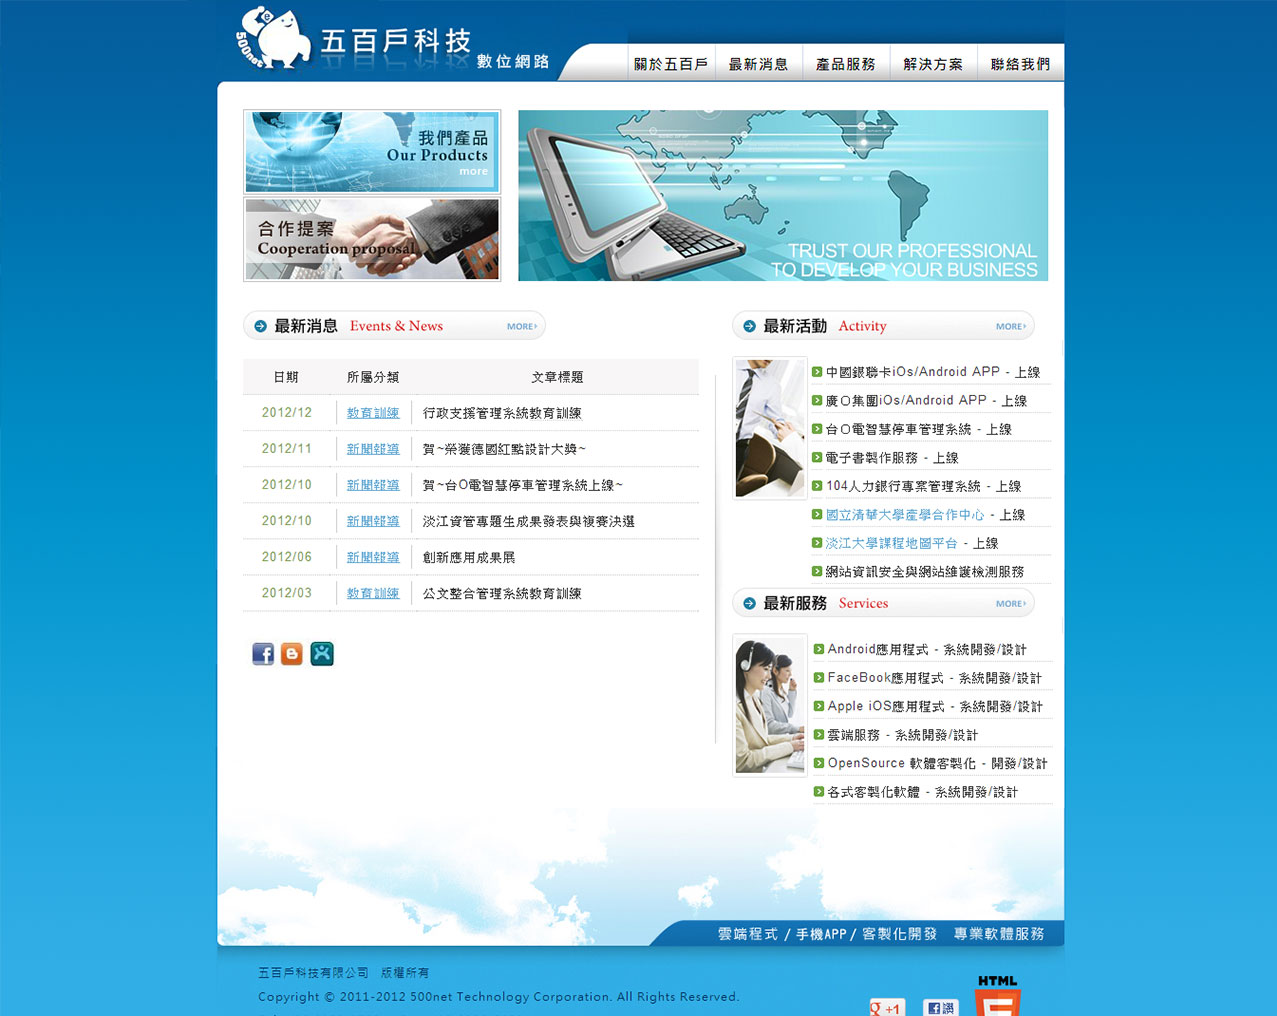 500net
五百戶科技
數位網路
關於五百戶 最新消息 產品服務 解決方案 聯絡我們
我們產品
Our Products
more
合作提案
Cooperation proposal
TRUST OUR PROFESSIONAL
TO DEVELOP YOUR BUSINESS
最新消息 Events & News MORE
日期 所屬分類 文章標題
2012/12 教育訓練 行政支援管理系統教育訓練
2012/11 新聞報導 賀~榮獲德國紅點設計大獎~
2012/10 新聞報導 賀~台O電智慧停車管理系統上線~
2012/10 新聞報導 淡江資管專題生成果發表與複賽決選
2012/06 新聞報導 創新應用成果展
2012/03 教育訓練 公文整合管理系統教育訓練
最新活動 Activity MORE
中國銀聯卡iOs/Android APP - 上線
廣O集團iOs/Android APP - 上線
台O電智慧停車管理系統 - 上線
電子書製作服務 - 上線
104人力銀行專案管理系統 - 上線
國立清華大學產學合作中心 - 上線
淡江大學課程地圖平台 - 上線
網站資訊安全與網站維護檢測服務
最新服務 Services MORE
Android應用程式 - 系統開發/設計
FaceBook應用程式 - 系統開發/設計
Apple iOS應用程式 - 系統開發/設計
雲端服務 - 系統開發/設計
OpenSource 軟體客製化 - 開發/設計
各式客製化軟體 - 系統開發/設計
雲端程式 / 手機APP / 客製化開發 專業軟體服務
五百戶科技有限公司 版權所有
Copyright © 2011-2012 500net Technology Corporation. All Rights Reserved.
+1
讚
HTML